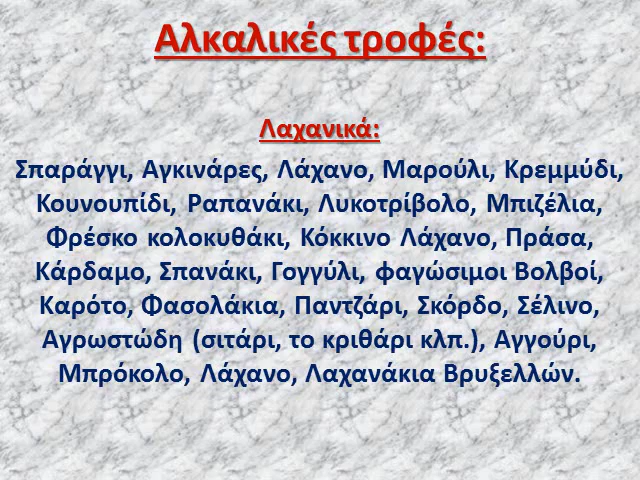 Αλκαλικές τροφές:
Λαχανικά:
Σπαράγγι, Αγκινάρες, Λάχανο, Μαρούλι, Κρεμμύδι,
Κουνουπίδι, Ραπανάκι, Λυκοτρίβολο, Μπιζέλια,
Φρέσκο κολοκυθάκι, Κόκκινο Λάχανο, Πράσα,
Κάρδαμο, Σπανάκι, Γογγύλι, φαγώσιμοι Βολβοί,
Καρότο, Φασολάκια, Παντζάρι, Σκόρδο, Σέλινο,
Αγρωστώδη (σιτάρι, το κριθάρι κλπ.), Αγγούρι,
Μπρόκολο, Λάχανο, Λαχανάκια Βρυξελλών.